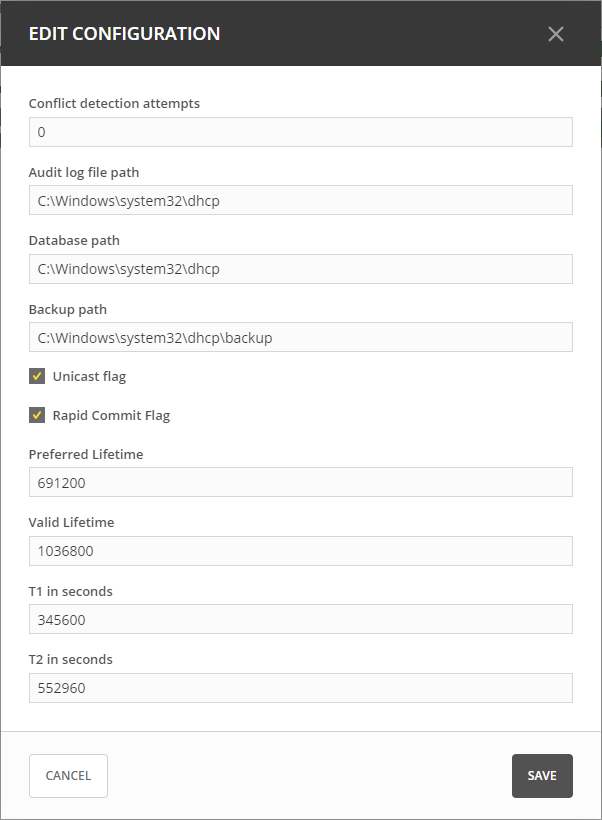 EDIT CONFIGURATION
Conflict detection attempts
0
Audit log file path
C:\Windows\system32\dhcp
Database path
C:\Windows\system32\dhcp
Backup path
C:\Windows\system32\dhcp\backup
Unicast flag
Rapid Commit Flag
Preferred Lifetime
691200
Valid Lifetime
1036800
T1 in seconds
345600
T2 in seconds
552960
CANCEL SAVE